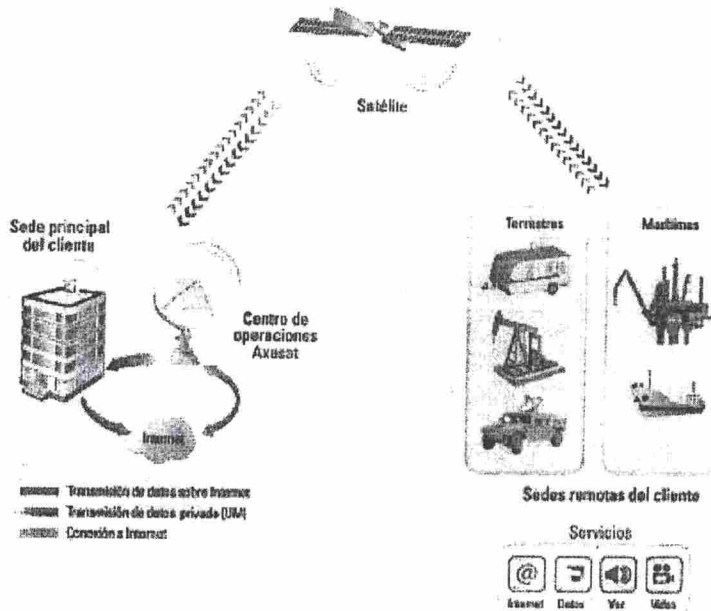 Satélite
Sede principal
del cliente
Centro de
operaciones
Axesat
Internet
Terrestres
Marítimas
Transmisión de datos sobre Internet
Transmisión de datos privada (UM)
Conexión a Internet
Sedes remotas del cliente
Servicios
@
Internet Datos Voz Video